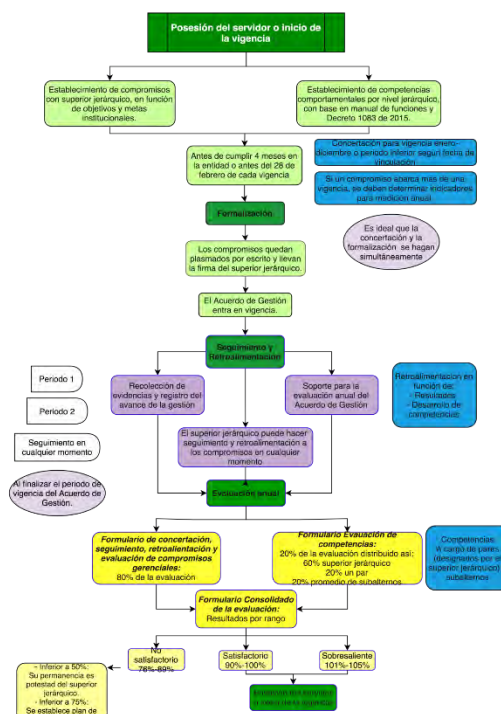 Posesión del servidor o inicio de
la vigencia
Establecimiento de compromisos
con superior jerárquico, en función
de objetivos y metas
institucionales.
Establecimiento de competencias
comportamentales por nivel jerárquico,
con base en manual de funciones y
Decreto 1083 de 2015.
Antes de cumplir 4 meses en
la entidad o antes del 28 de
febrero de cada vigencia
Concertación para vigencia enero-
diciembre o periodo inferior según fecha de
vinculación
Si un compromiso abarca más de una
vigencia, se deben determinar indicadores
para medición anual
Formalización
Es ideal que la
concertación y la
formalización se hagan
simultáneamente
Los compromisos quedan
plasmados por escrito y llevan
la firma del superior jerárquico.
El Acuerdo de Gestión
entra en vigencia.
Seguimiento y
Retroalimentación
Periodo 1
Periodo 2
Seguimiento en
cualquier momento
Al finalizar el periodo de
vigencia del Acuerdo de
Gestión.
Recolección de
evidencias y registro del
avance de la gestión
Soporte para la
evaluación anual del
Acuerdo de Gestión
Retroalimentación en
función de:
- Resultados
- Desarrollo de
competencias
El superior jerárquico puede hacer
seguimiento y retroalimentación a
los compromisos en cualquier
momento
Evaluación anual
Formulario de concertación,
seguimiento, retroalimentación y
evaluación de compromisos
gerenciales:
80% de la evaluación
Formulario Evaluación de
competencias:
20% de la evaluación distribuido así:
60% superior jerárquico
20% un par
20% promedio de subalternos
Competencias:
A cargo de pares
(designados por el
superior jerárquico) y
subalternos
Formulario Consolidado de
la evaluación:
Resultados por rango
No
satisfactorio
76%-89%
Satisfactorio
90%-100%
Sobresaliente
101%-105%
- Inferior a 50%:
Su permanencia es
potestad del superior
jerárquico.
- Inferior a 75%:
Se establece plan de